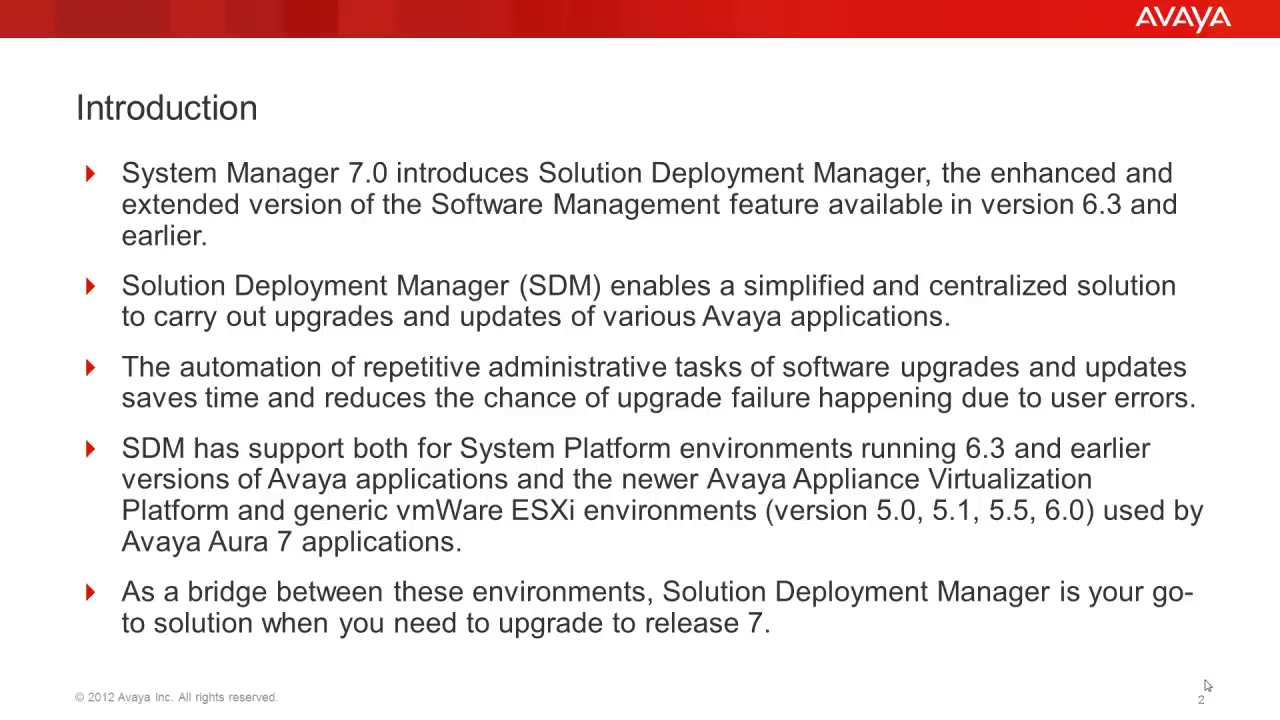 AVAYA
Introduction
System Manager 7.0 introduces Solution Deployment Manager, the enhanced and
extended version of the Software Management feature available in version 6.3 and
earlier.
Solution Deployment Manager (SDM) enables a simplified and centralized solution
to carry out upgrades and updates of various Avaya applications.
The automation of repetitive administrative tasks of software upgrades and updates
saves time and reduces the chance of upgrade failure happening due to user errors.
SDM has support both for System Platform environments running 6.3 and earlier
versions of Avaya applications and the newer Avaya Appliance Virtualization
Platform and generic vmWare ESXi environments (version 5.0, 5.1, 5.5, 6.0) used by
Avaya Aura 7 applications.
As a bridge between these environments, Solution Deployment Manager is your go-
to solution when you need to upgrade to release 7.
© 2012 Avaya Inc. All rights reserved.
2